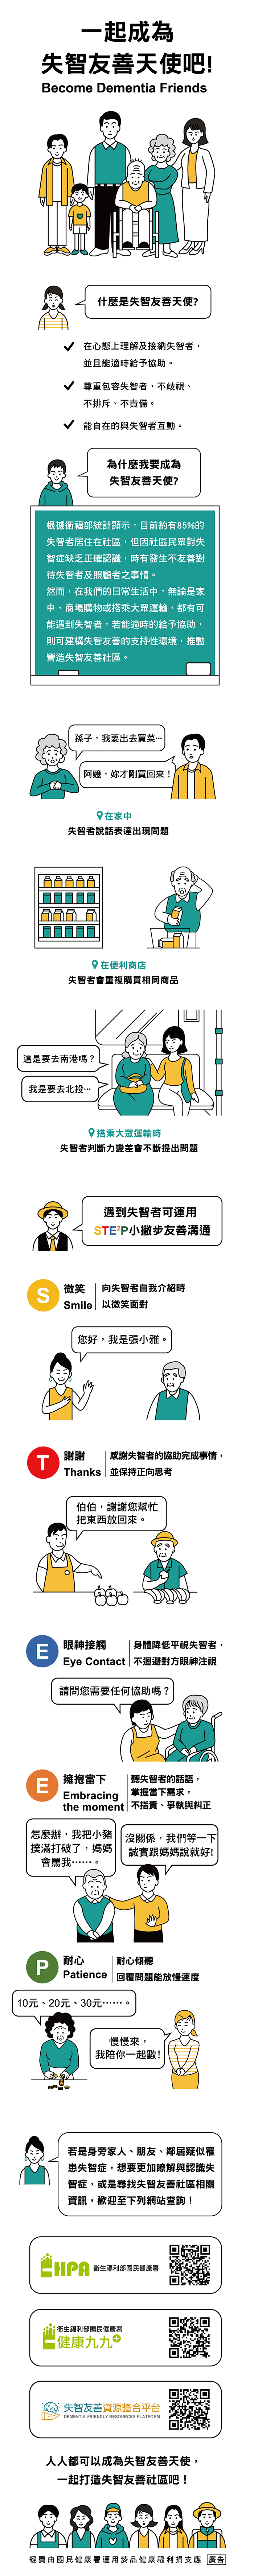 一起成為
失智友善天使吧!
Become Dementia Friends
什麼是失智友善天使?
在心態上理解及接納失智者，
並且能適時給予協助。
尊重包容失智者，不歧視、
不排斥、不責備。
能自在的與失智者互動。
為什麼我要成為
失智友善天使?
根據衛福部統計顯示，目前約有85%的
失智者居住在社區，但因社區民眾對失
智症缺乏正確認識，時有發生不友善對
待失智者及照顧者之事情。
然而，在我們的日常生活中，無論是家
中、商場購物或搭乘大眾運輸，都有可
能遇到失智者，若能適時的給予協助，
則可建構失智友善的支持性環境，推動
營造失智友善社區。
孫子，我要出去買菜…
阿嬤，妳才剛買回來！
在家中
失智者說話表達出現問題
在便利商店
失智者會重複購買相同商品
這是要去南港嗎？
我是要去北投…
搭乘大眾運輸時
失智者判斷力變差會不斷提出問題
遇到失智者可運用
STE²P小撇步友善溝通
S
微笑
Smile
向失智者自我介紹時
以微笑面對
您好，我是張小雅。
T
謝謝
Thanks
感謝失智者的協助完成事情，
並保持正向思考
伯伯，謝謝您幫忙
把東西放回來。
E
眼神接觸
Eye Contact
身體降低平視失智者，
不迴避對方眼神注視
請問您需要任何協助嗎？
E
擁抱當下
Embracing
the moment
聽失智者的話語，
掌握當下需求，
不指責、爭執與糾正
怎麼辦，我把小豬
撲滿打破了，媽媽
會罵我……。
沒關係，我們等一下
誠實跟媽媽說就好!
P
耐心
Patience
耐心傾聽
回覆問題能放慢速度
10元、20元、30元……。
慢慢來，
我陪你一起數!
若是身旁家人、朋友、鄰居疑似罹
患失智症，想要更加瞭解與認識失
智症，或是尋找失智友善社區相關
資訊，歡迎至下列網站查詢！
HPA 衛生福利部國民健康署
衛生福利部國民健康署
健康九九+
失智友善資源整合平台
DEMENTIA-FRIENDLY RESOURCES PLATFORM
人人都可以成為失智友善天使，
一起打造失智友善社區吧！
經費由國民健康署運用菸品健康福利捐支應 廣告